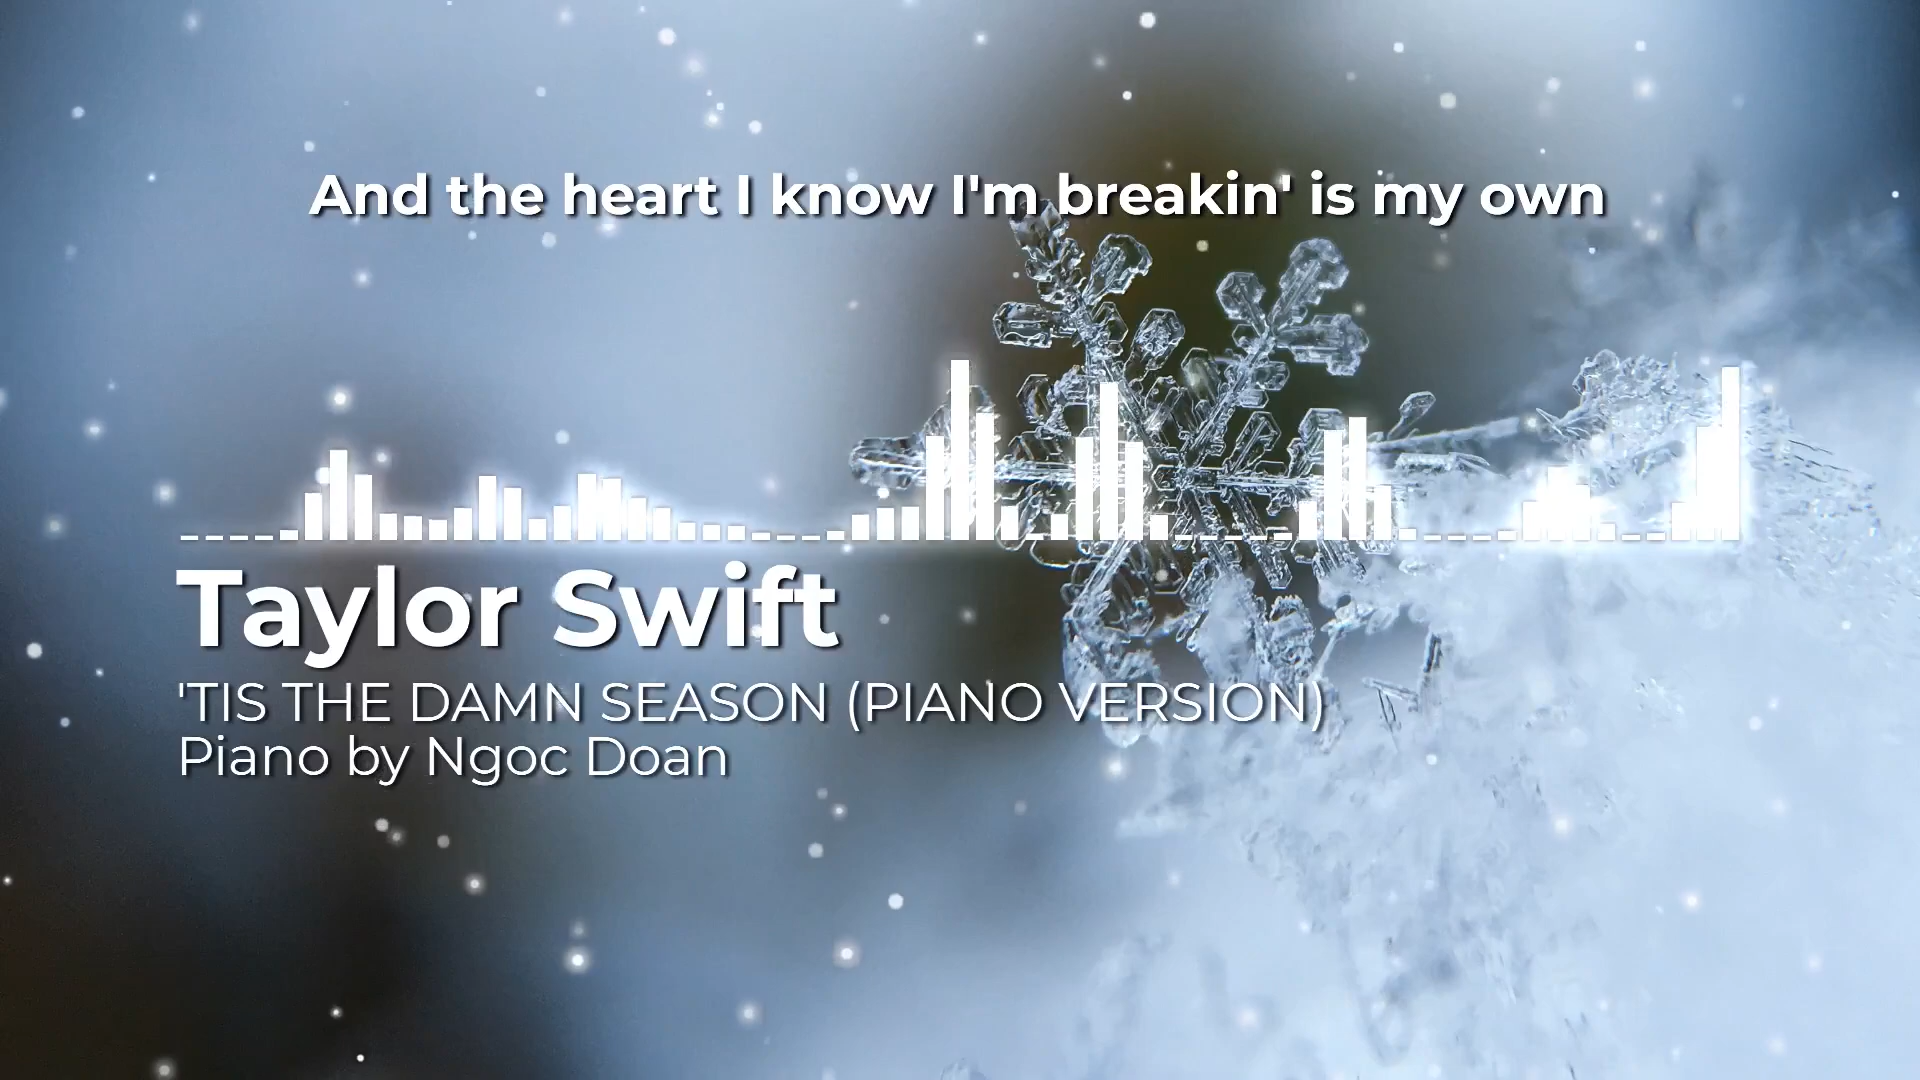 And the heart I know I'm breakin' is my own
Taylor Swift
'TIS THE DAMN SEASON (PIANO VERSION)
Piano by Ngoc Doan